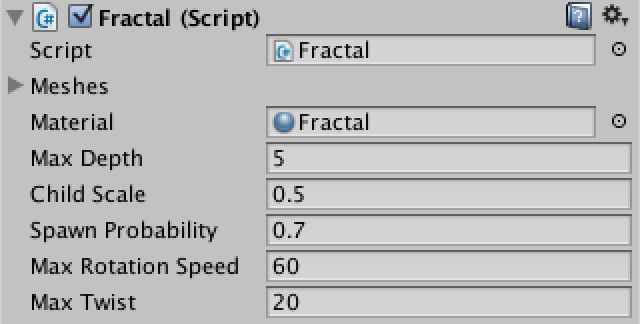 Fractal (Script)
Script Fractal
Meshes
Material Fractal
Max Depth 5
Child Scale 0.5
Spawn Probability 0.7
Max Rotation Speed 60
Max Twist 20